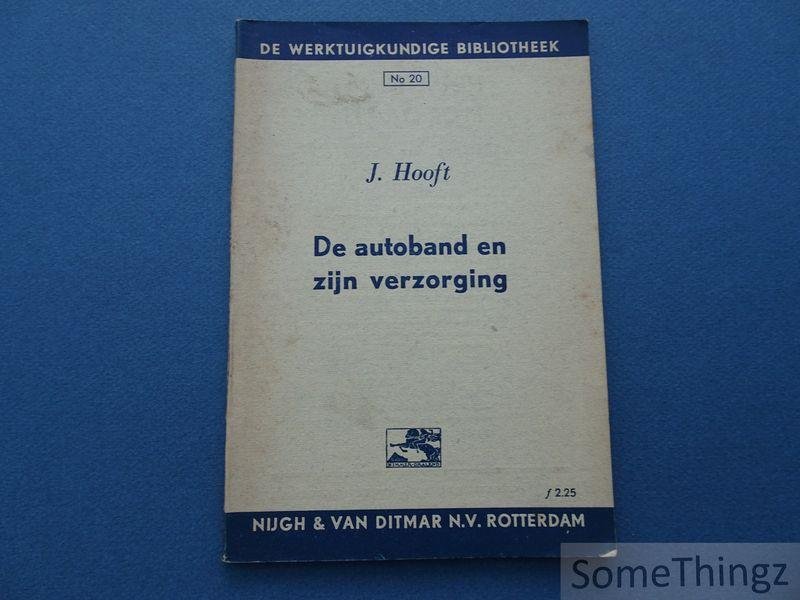 DE WERKTUIGKUNDIGE BIBLIOTHEEK
No 20
J. Hooft
De autoband en
zijn verzorging
f 2.25
NIJGH & VAN DITMAR N.V. ROTTERDAM
SomeThingz